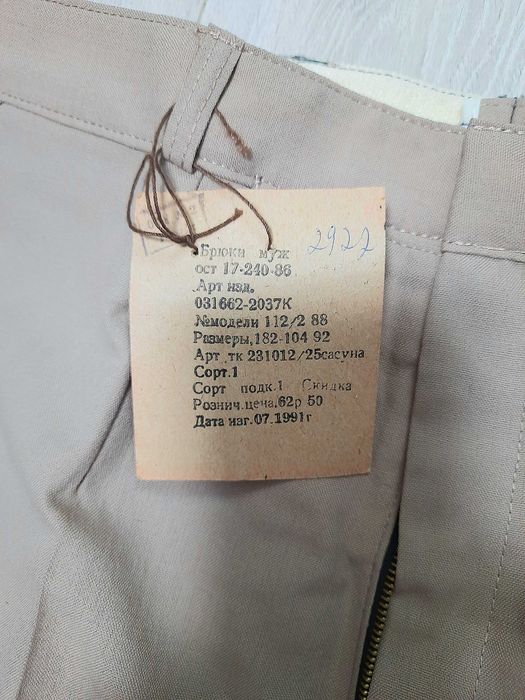 Брюки муж 2922
ост 17-240-86
Арт изд.
031662-2037К
№модели 112/2 88
Размеры,182-104 92
Арт ,тк 231012/25сасуна
Сорт.1
Сорт подк.1 Скидка
Рознич.цена.62р 50
Дата изг.07.1991г